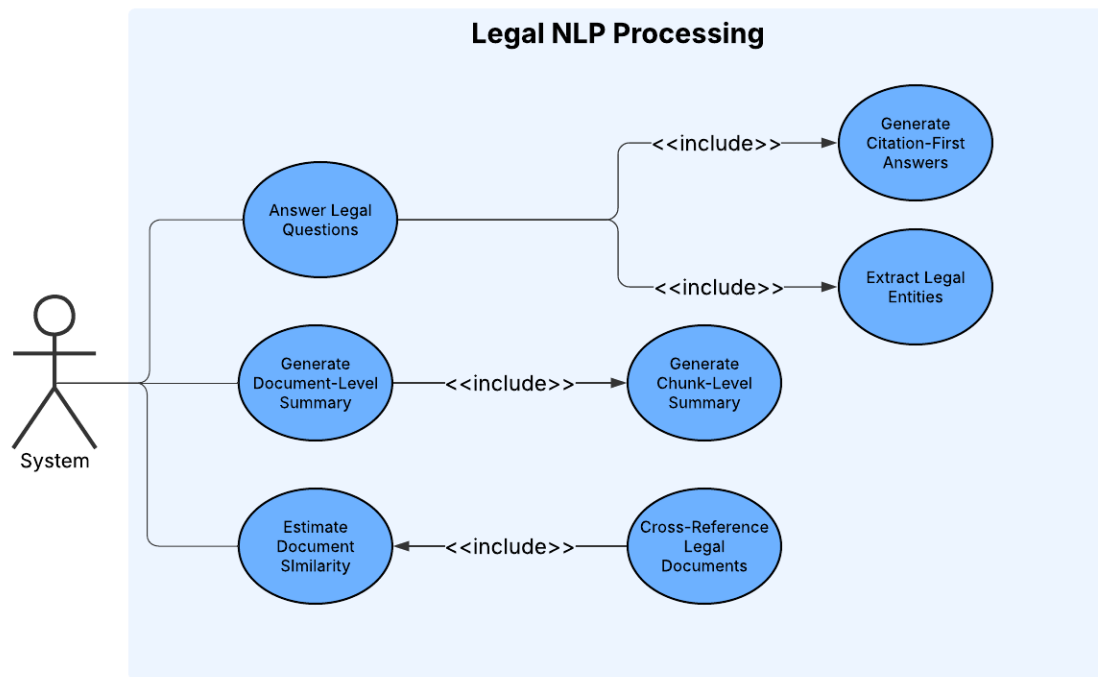 Legal NLP Processing
Generate
Citation-First
Answers
<<include>>
Answer Legal
Questions
<<include>>
Extract Legal
Entities
Generate
Document-Level
Summary
<<include>>
Generate
Chunk-Level
Summary
System
Estimate
Document
SImilarity
<<include>>
Cross-Reference
Legal
Documents